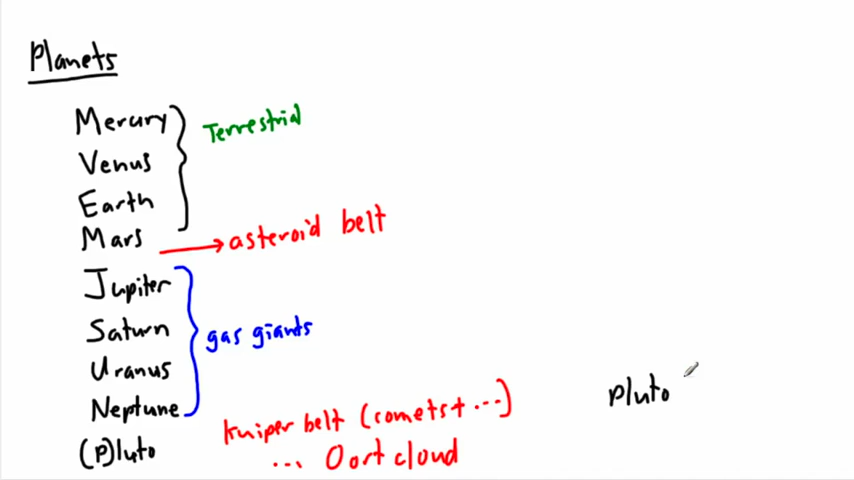 Planets
Mercury
Terrestrial
Venus
Earth
Mars → asteroid belt
Jupiter
Saturn
gas giants
Uranus
Neptune
Kuiper belt (comets+ ...)
(P)luto
... Oort cloud
pluto